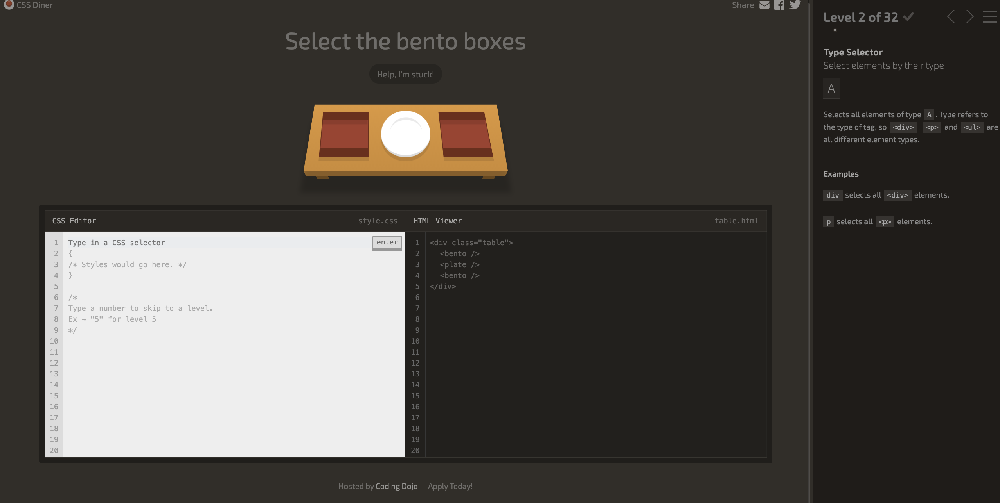 CSS Diner
Share
Select the bento boxes
Help, I'm stuck!
CSS Editor
style.css
1 Type in a CSS selector
enter
2 {
3 /* Styles would go here. */
4 }
5
6 /*
7 Type a number to skip to a level.
8 Ex → "5" for level 5
9 */
10
11
12
13
14
15
16
17
18
19
20
HTML Viewer
table.html
1 <div class="table">
2 <bento />
3 <plate />
4 <bento />
5 </div>
6
7
8
9
10
11
12
13
14
15
16
17
18
19
20
Hosted by Coding Dojo — Apply Today!
Level 2 of 32
Type Selector
Select elements by their type
A
Selects all elements of type A . Type refers to
the type of tag, so <div> , <p> and <ul> are
all different element types.
Examples
div selects all <div> elements.
p selects all <p> elements.